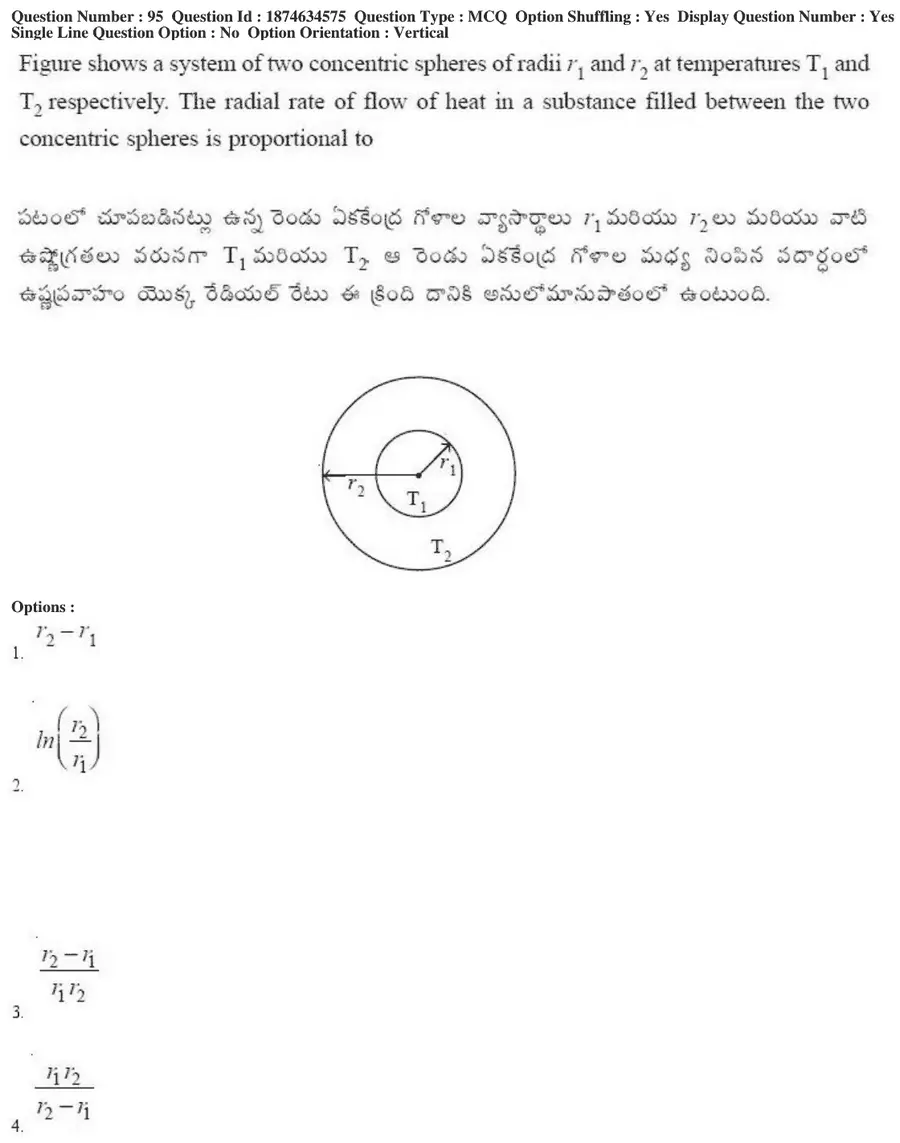 Question Number : 95 Question Id : 1874634575 Question Type : MCQ Option Shuffling : Yes Display Question Number : Yes
Single Line Question Option : No Option Orientation : Vertical
Figure shows a system of two concentric spheres of radii r₁ and r₂ at temperatures T₁ and
T₂ respectively. The radial rate of flow of heat in a substance filled between the two
concentric spheres is proportional to
పటంలో చూపబడినట్లు ఉన్న రెండు ఏకకేంద్ర గోళాల వ్యాసార్థాలు r₁ మరియు r₂ లు మరియు వాటి
ఉష్ణోగ్రతలు వరుసగా T₁ మరియు T₂ ఆ రెండు ఏకకేంద్ర గోళాల మధ్య నింపిన పదార్థంలో
ఉష్ణప్రవాహం యొక్క రేడియల్ రేటు ఈ క్రింది దానికి అనులోమానుపాతంలో ఉంటుంది.
r₁
r₂
T₁
T₂
Options :
1. r₂ − r₁
2. ln(r₂/r₁)
3. (r₂ − r₁)/(r₁ r₂)
4. (r₁ r₂)/(r₂ − r₁)